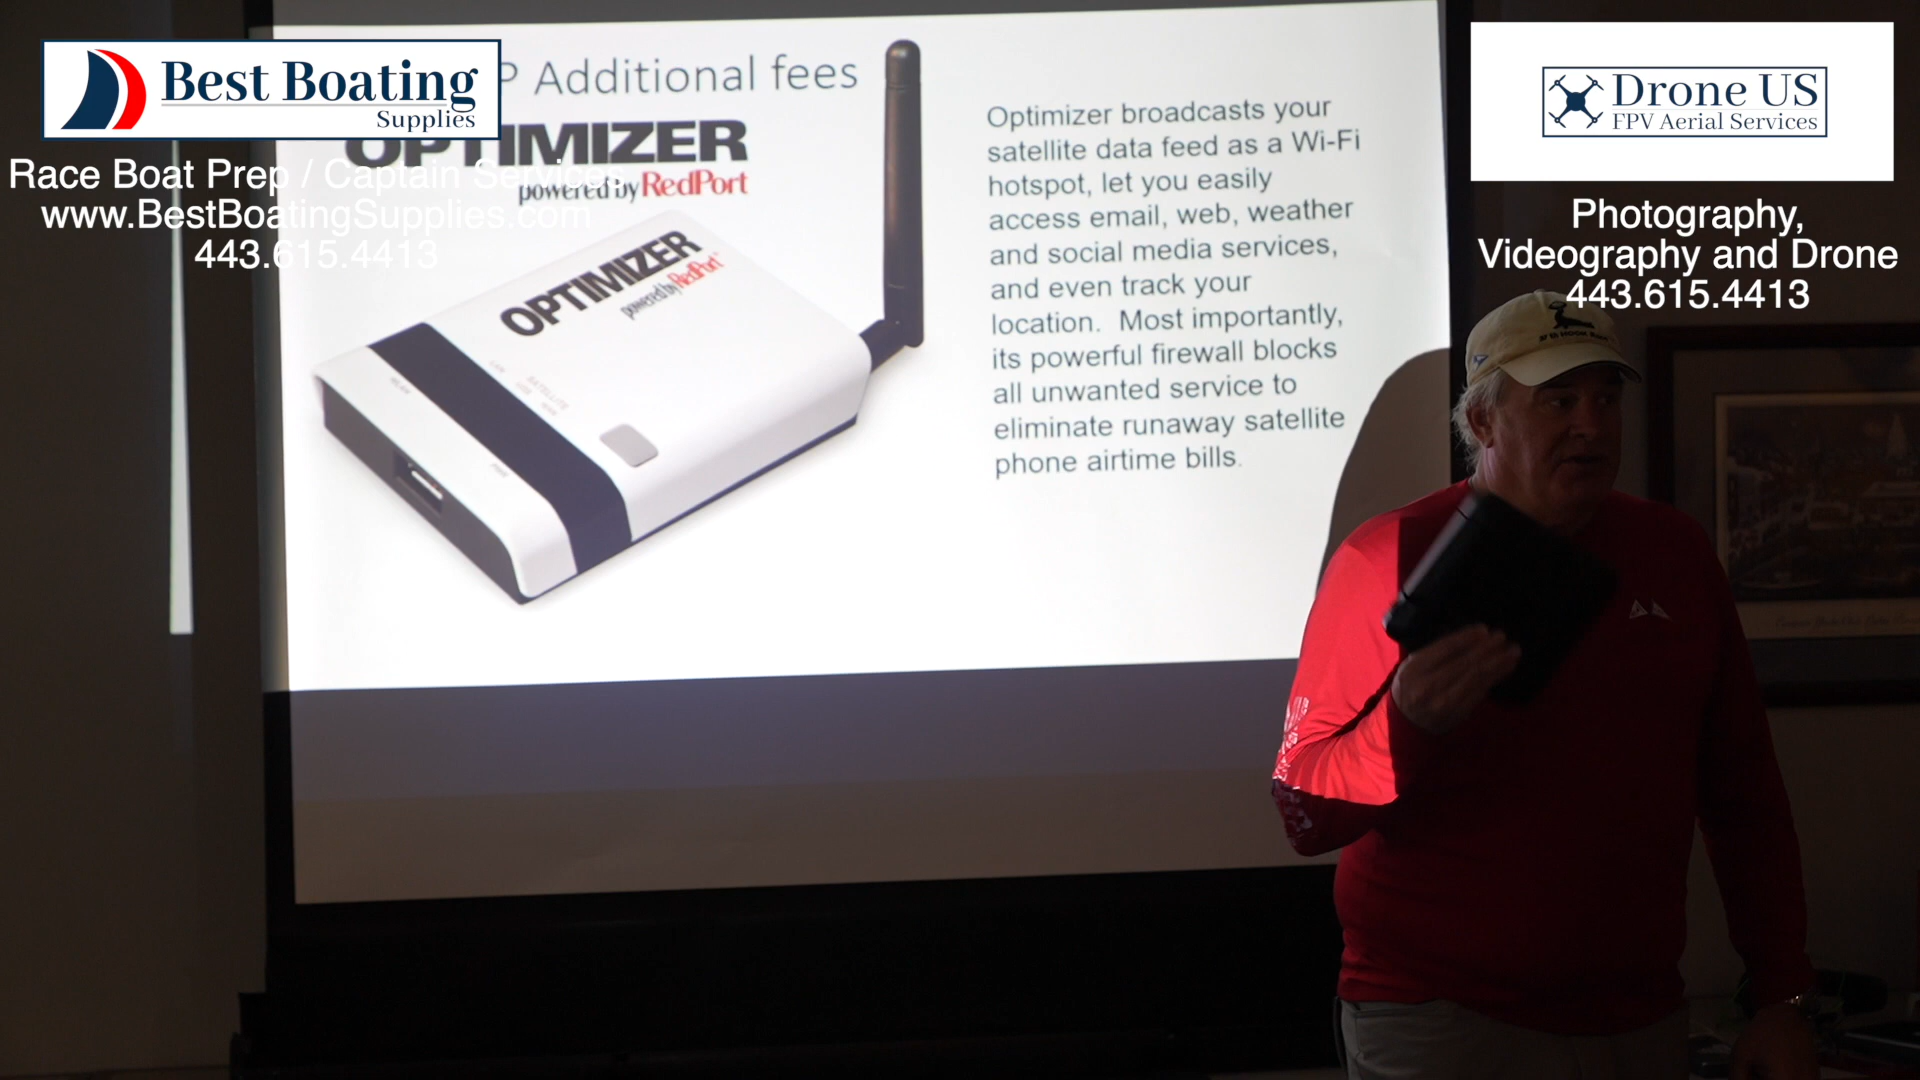 Best Boating
Supplies
Race Boat Prep / Captain Services
www.BestBoatingSupplies.com
443.615.4413
P Additional fees
OPTIMIZER
powered by RedPort
OPTIMIZER
powered by RedPort
SATELLITE
Optimizer broadcasts your
satellite data feed as a Wi-Fi
hotspot, let you easily
access email, web, weather
and social media services,
and even track your
location. Most importantly,
its powerful firewall blocks
all unwanted service to
eliminate runaway satellite
phone airtime bills.
Drone US
FPV Aerial Services
Photography,
Videography and Drone
443.615.4413